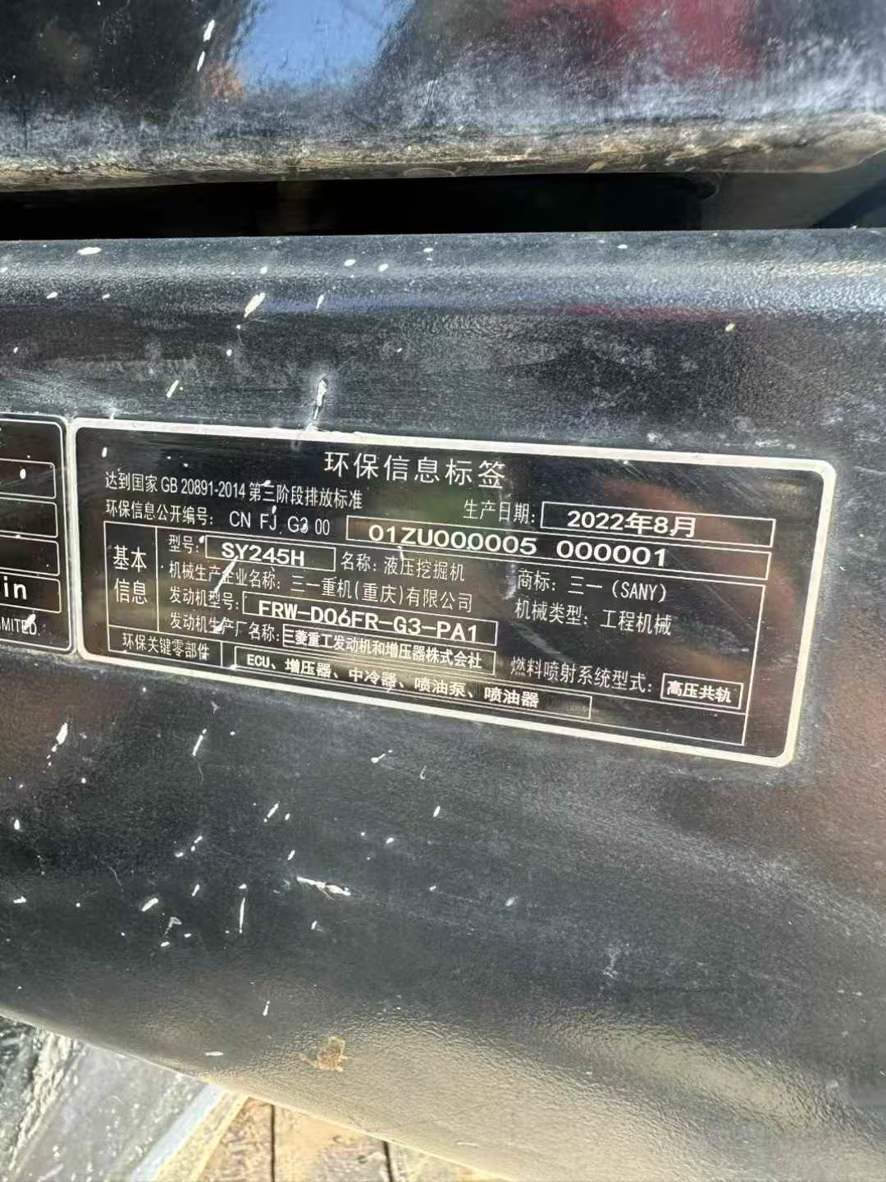 in
MITED.
环保信息标签
达到国家 GB 20891-2014 第三阶段排放标准
生产日期: 2022年8月
环保信息公开编号: CN FJ G3 00 01ZU000005 000001
基本信息
型号: SY245H 名称: 液压挖掘机 商标: 三一 (SANY)
机械生产企业名称: 三一重机(重庆)有限公司 机械类型: 工程机械
发动机型号: FRW-D06FR-G3-PA1
发动机生产厂名称: 三菱重工发动机和增压器株式会社 燃料喷射系统型式: 高压共轨
环保关键零部件 ECU、增压器、中冷器、喷油泵、喷油器